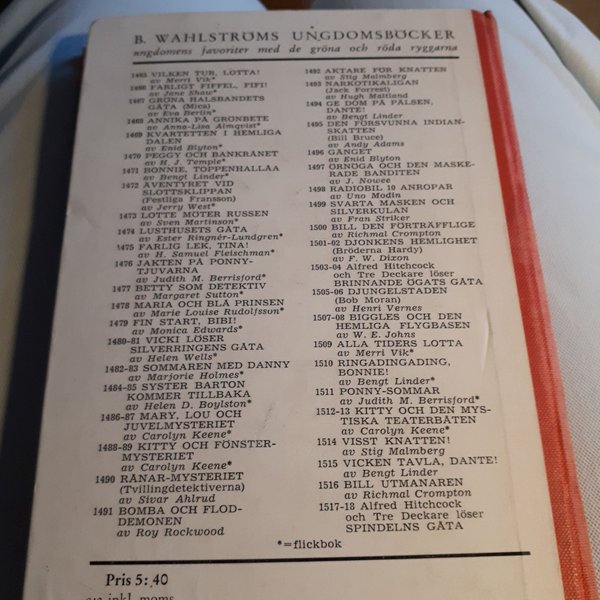 B. WAHLSTRÖMS UNGDOMSBÖCKER
ungdomens favoriter med de gröna och röda ryggarna
1465 VILKEN TUR, LOTTA!
av Merri Vik*
1466 FARLIGT FIFFEL, FIFI!
av Jane Shaw*
1467 GRÖNA HALSBANDETS
GÅTA (Mica)
av Eva Berlin*
1468 ANNIKA PÅ GRÖNBETE
av Anna-Lisa Almqvist*
1469 KVARTETTEN I HEMLIGA
DALEN
av Enid Blyton*
1470 PEGGY OCH BANKRÅNET
av H. J. Temple*
1471 BONNIE, TOPPENHALLÅA
av Bengt Linder*
1472 ÄVENTYRET VID
SLOTTSKLIPPAN
(Festliga Fransson)
av Jerry West*
1473 LOTTE MÖTER RUSSEN
av Sven Martinson*
1474 LUSTHUSETS GÅTA
av Ester Ringnér-Lundgren*
1475 FARLIG LEK, TINA!
av H. Samuel Fleischman*
1476 JAKTEN PÅ PONNY-
TJUVARNA
av Judith M. Berrisford*
1477 BETTY SOM DETEKTIV
av Margaret Sutton*
1478 MARIA OCH BLÅ PRINSEN
av Marie Louise Rudolfsson*
1479 FIN START, BIBI!
av Monica Edwards*
1480-81 VICKI LÖSER
SILVERRINGENS GÅTA
av Helen Wells*
1482-83 SOMMAREN MED DANNY
av Marjorie Holmes*
1484-85 SYSTER BARTON
KOMMER TILLBAKA
av Helen D. Boylston*
1486-87 MARY, LOU OCH
JUVELMYSTERIET
av Carolyn Keene*
1488-89 KITTY OCH FÖNSTER-
MYSTERIET
av Carolyn Keene*
1490 RÅNAR-MYSTERIET
(Tvillingdetektiverna)
av Sivar Ahlrud
1491 BOMBA OCH FLOD-
DEMONEN
av Roy Rockwood
1492 AKTARE FÖR KNATTEN
av Stig Malmberg
1493 NARKOTIKALIGAN
(Jack Forrest)
av Hugh Maitland
1494 GE DOM PÅ PÄLSEN,
DANTE!
av Bengt Linder
1495 DEN FÖRSVUNNA INDIAN-
SKATTEN
(Bill Bruce)
av Andy Adams
1496 GÄNGET
av Enid Blyton
1497 ÖRNÖGA OCH DEN MASKE-
RADE BANDITEN
av J. Nowee
1498 RADIOBIL 10 ANROPAR
av Uno Modin
1499 SVARTA MASKEN OCH
SILVERKULAN
av Fran Striker
1500 BILL DEN FÖRTRÄFFLIGE
av Richmal Crompton
1501-02 DJONKENS HEMLIGHET
(Bröderna Hardy)
av F. W. Dixon
1503-04 Alfred Hitchcock
och Tre Deckare löser
BRINNANDE ÖGATS GÅTA
1505-06 DJUNGELSTADEN
(Bob Moran)
av Henri Vernes
1507-08 BIGGLES OCH DEN
HEMLIGA FLYGBASEN
av W. E. Johns
1509 ALLA TIDERS LOTTA
av Merri Vik*
1510 RINGADINGADING,
BONNIE!
av Bengt Linder*
1511 PONNY-SOMMAR
av Judith M. Berrisford*
1512-13 KITTY OCH DEN MYS-
TISKA TEATERBÅTEN
av Carolyn Keene*
1514 VISST KNATTEN!
av Stig Malmberg
1515 VICKEN TAVLA, DANTE!
av Bengt Linder
1516 BILL UTMANAREN
av Richmal Crompton
1517-18 Alfred Hitchcock
och Tre Deckare löser
SPINDELNS GÅTA
*=flickbok
Pris 5:40
inkl. moms